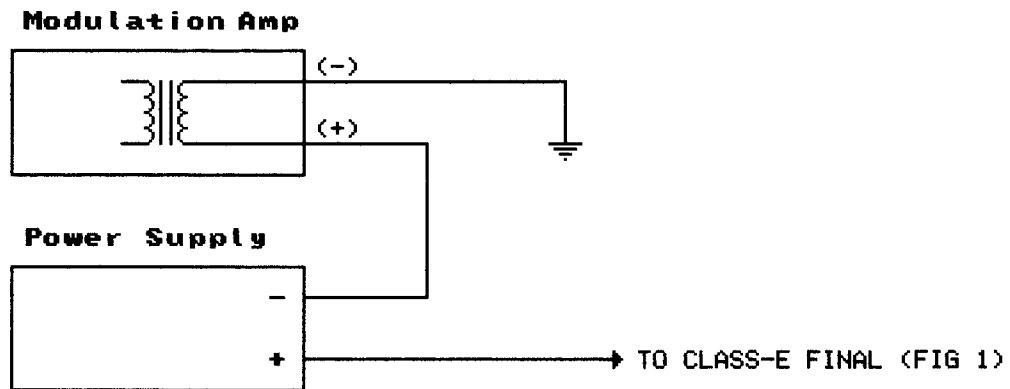 Modulation Amp
(-)
(+)
Power Supply
-
+
TO CLASS-E FINAL (FIG 1)